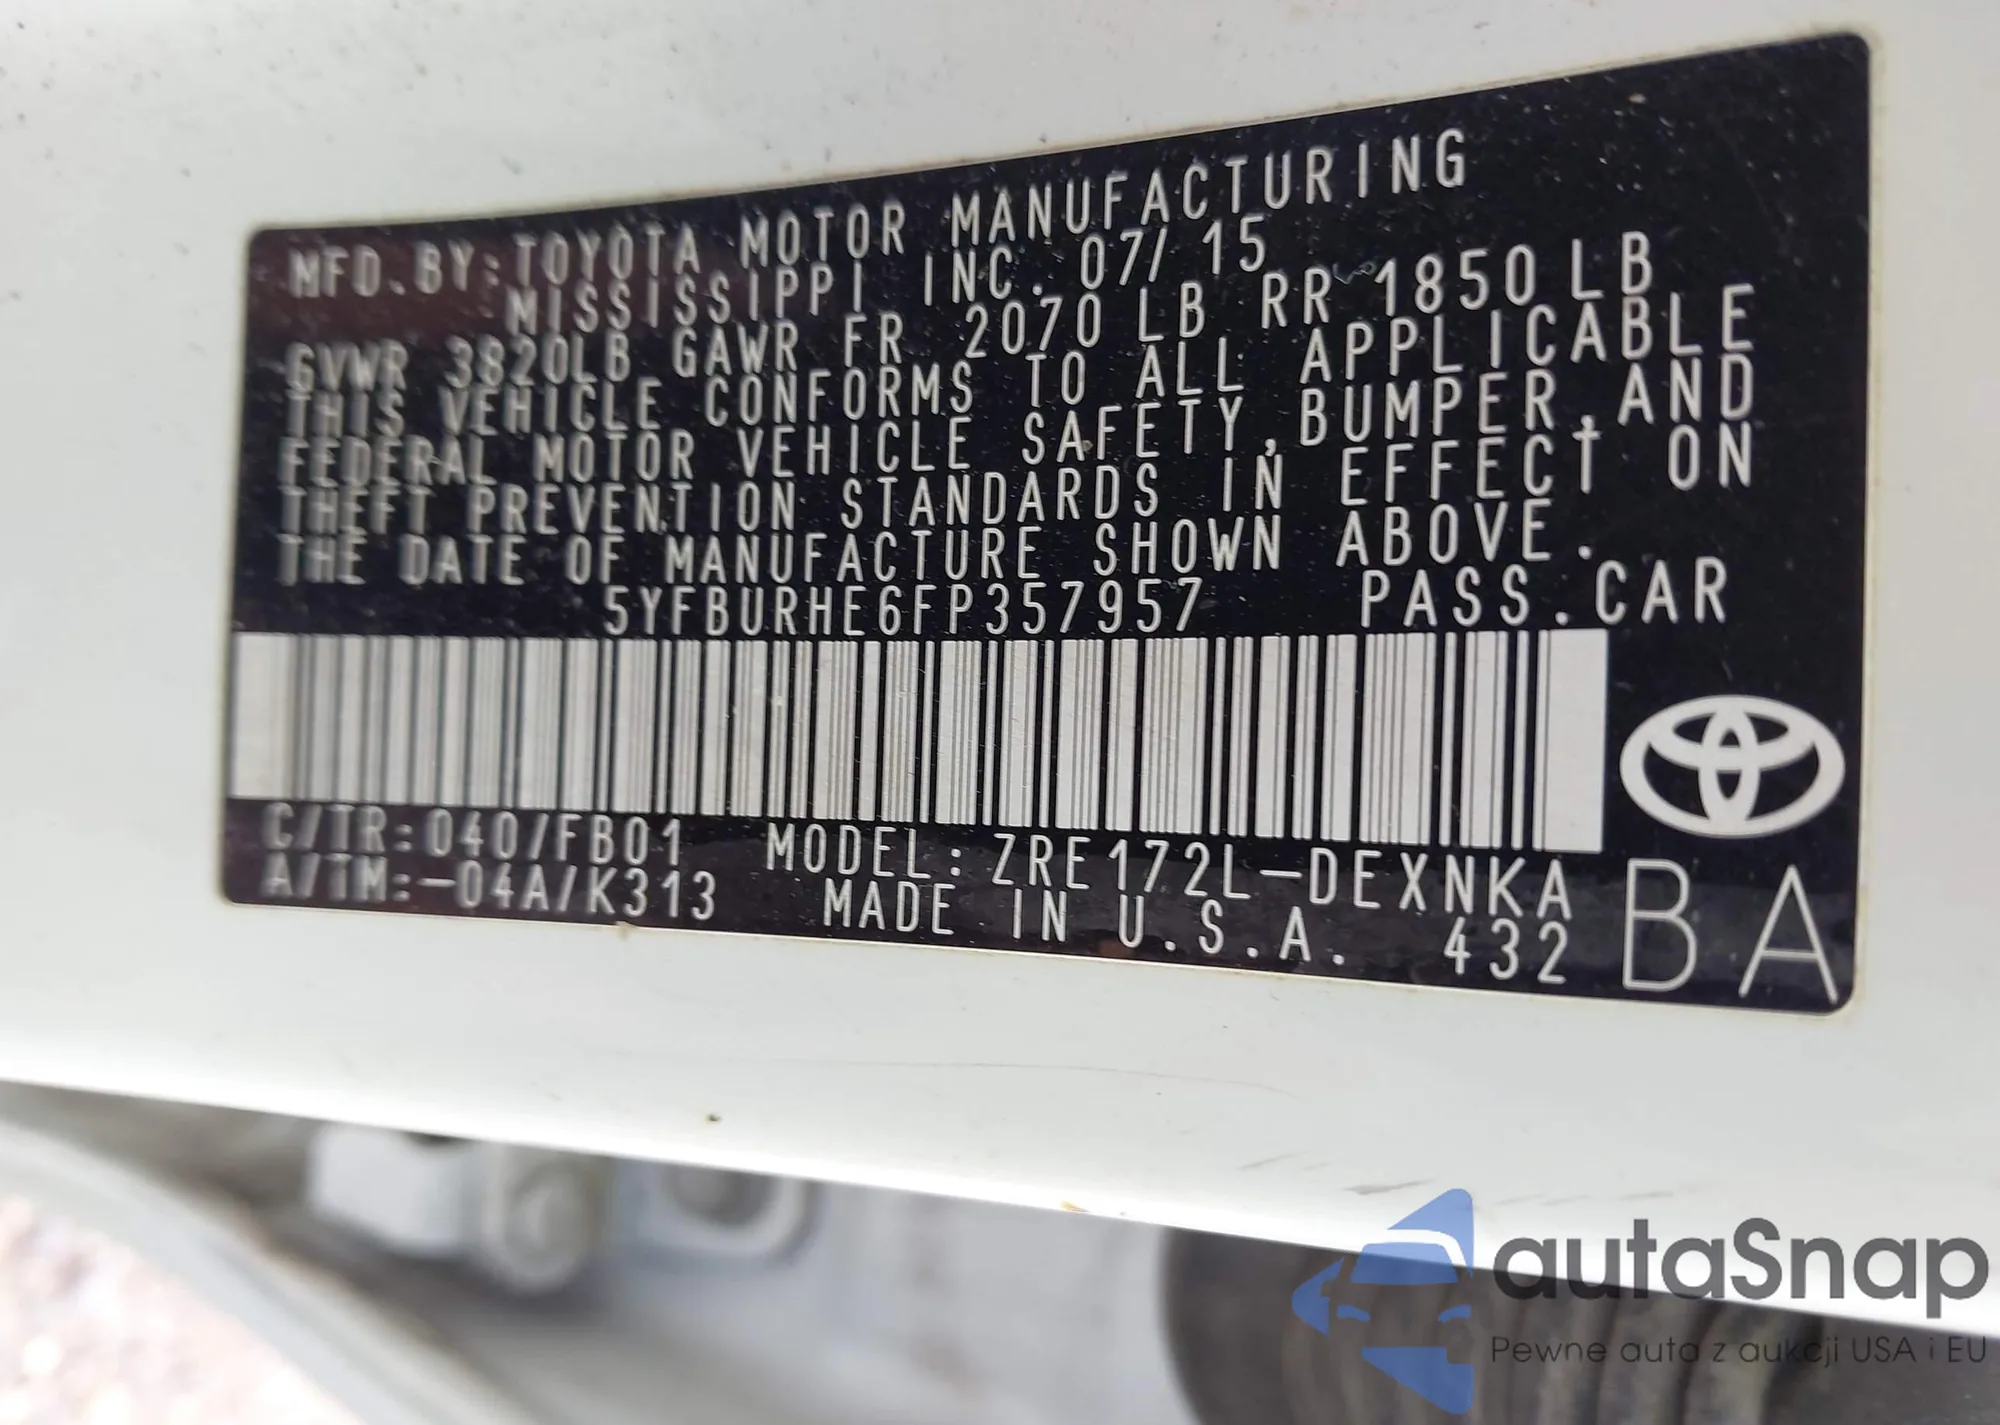 MFD.BY:TOYOTA MOTOR MANUFACTURING
MISSISSIPPI INC. 07/15
GVWR 3820LB GAWR FR 2070 LB RR 1850 LB
THIS VEHICLE CONFORMS TO ALL APPLICABLE
FEDERAL MOTOR VEHICLE SAFETY,BUMPER,AND
THEFT PREVENTION STANDARDS IN EFFECT ON
THE DATE OF MANUFACTURE SHOWN ABOVE.
5YFBURHE6FP357957 PASS.CAR
C/TR:040/FB01 MODEL:ZRE172L-DEXNKA
A/TM:-04A/K313 MADE IN U.S.A. 432
BA
autaSnap
Pewne auta z aukcji USA i EU